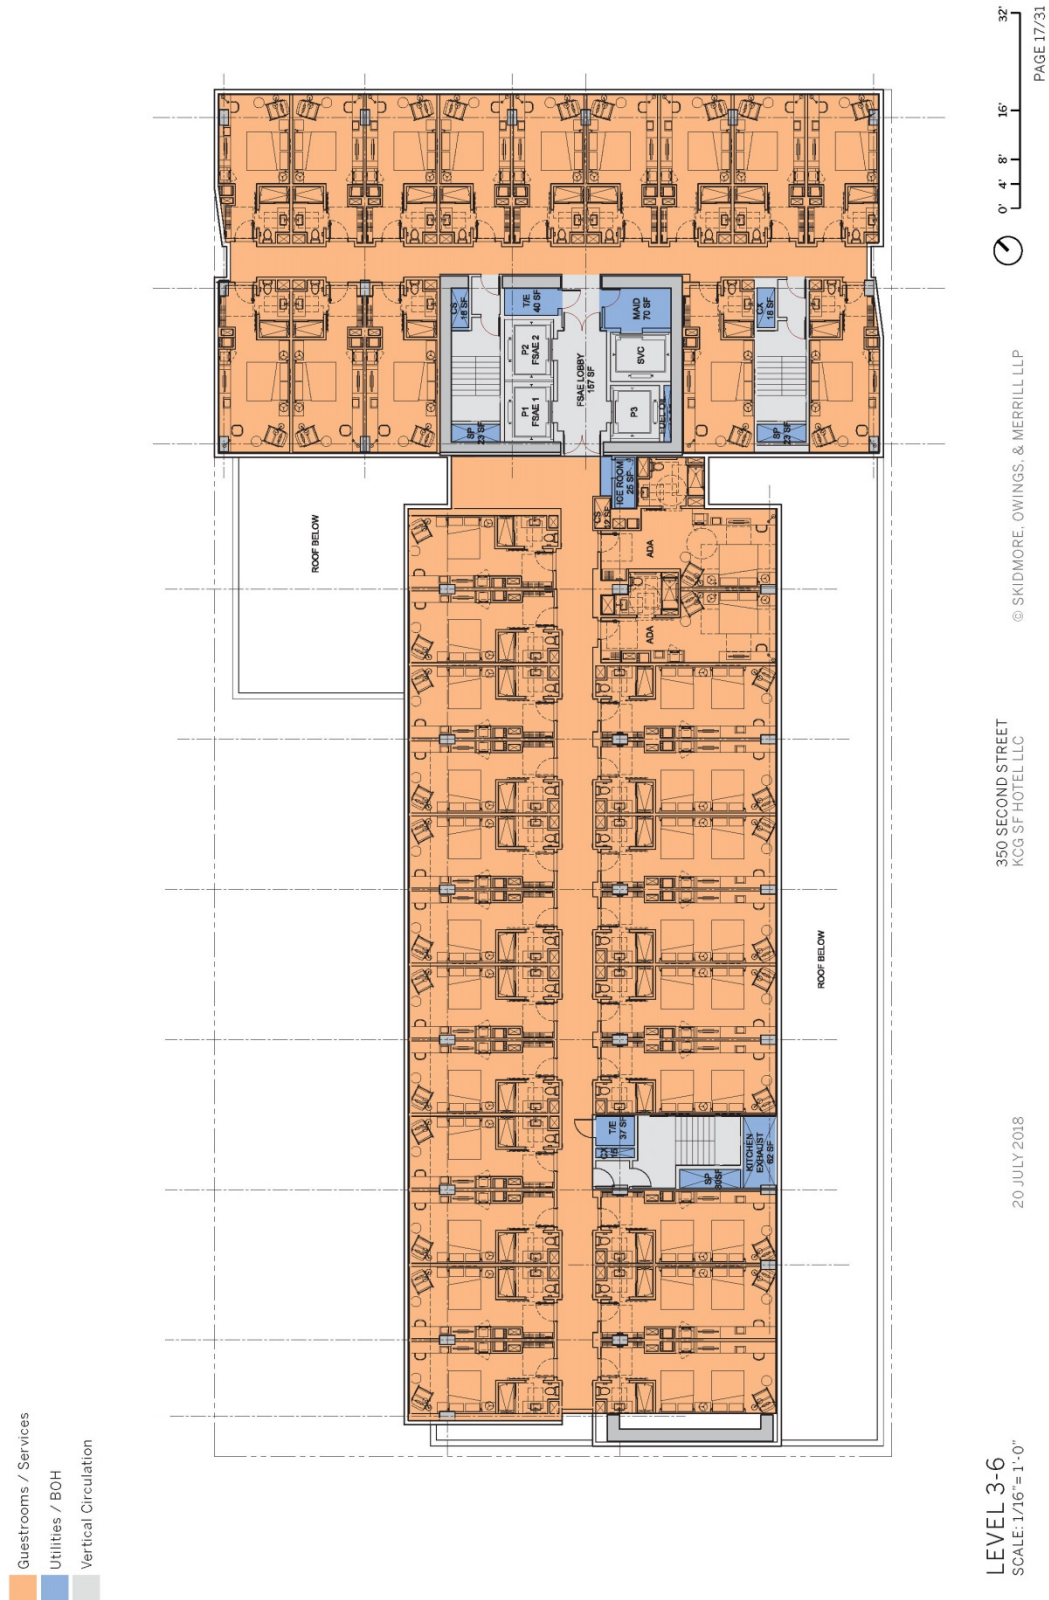 Guestrooms / Services
Utilities / BOH
Vertical Circulation
ROOF BELOW
CS
16 SF
T/E
40 SF
MAID
70 SF
CX
18 SF
P2
FSAE 2
P1
FSAE 1
FSAE LOBBY
157 SF
SVC
P3
SP
23 SF
SP
23 SF
ICE ROOM
25 SF
CS
12 SF
ADA
ADA
ROOF BELOW
T/E
37 SF
CX
KITCHEN
EXHAUST
62 SF
SP
LEVEL 3-6
SCALE: 1/16"= 1'-0"
20 JULY 2018
350 SECOND STREET
KCG SF HOTEL LLC
© SKIDMORE, OWINGS, & MERRILL LLP
0' 4' 8' 16' 32'
PAGE 17/31